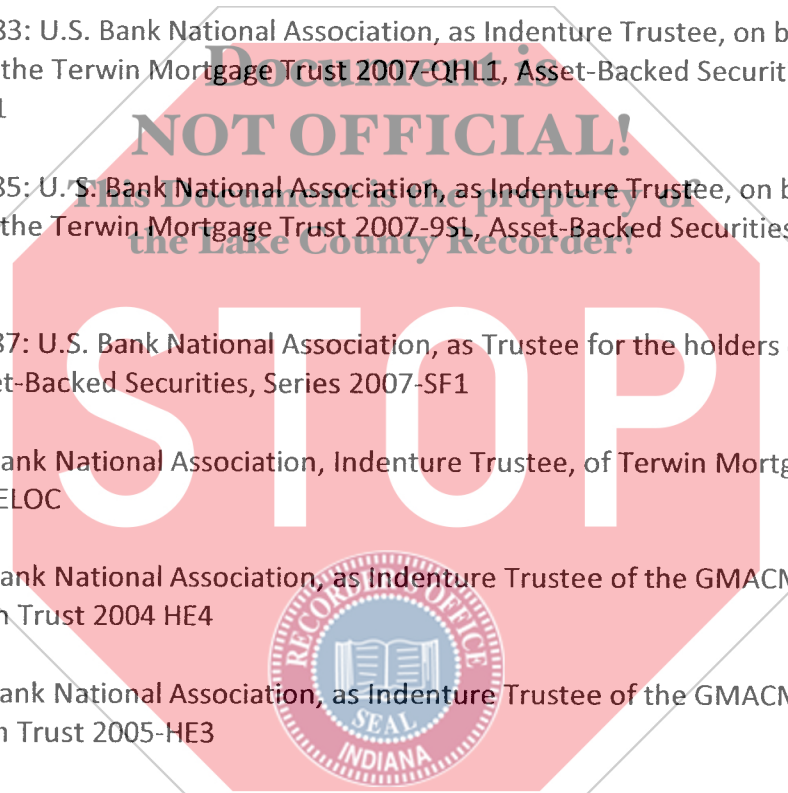 83: U.S. Bank National Association, as Indenture Trustee, on b
Document is
the Terwin Mortgage Trust 2007-QHL1, Asset-Backed Securit
1
NOT OFFICIAL!
85: U. S. Bank National Association, as Indenture Trustee, on b
This Document is the property of
the Terwin Mortgage Trust 2007-9SL, Asset-Backed Securities
the Lake County Recorder!
87: U.S. Bank National Association, as Trustee for the holders
et-Backed Securities, Series 2007-SF1
STOP
ank National Association, Indenture Trustee, of Terwin Mortg
ELOC
ank National Association, as Indenture Trustee of the GMACM
n Trust 2004 HE4
RECORDER'S OFFICE
ank National Association, as Indenture Trustee of the GMACM
n Trust 2005-HE3
SEAL
INDIANA